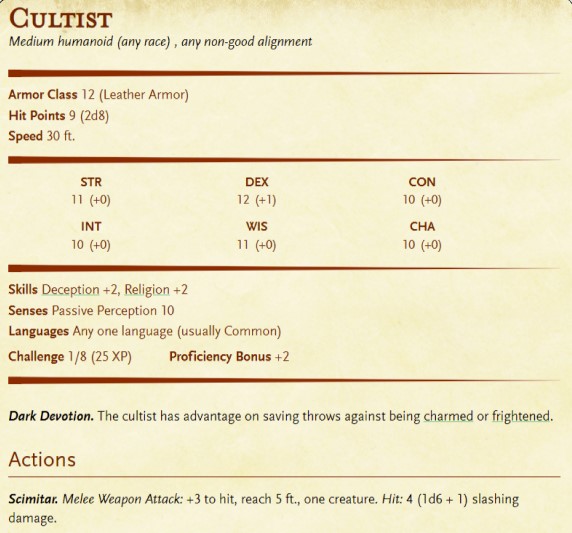 Cultist
Medium humanoid (any race) , any non-good alignment
Armor Class 12 (Leather Armor)
Hit Points 9 (2d8)
Speed 30 ft.
STR DEX CON
11 (+0) 12 (+1) 10 (+0)
INT WIS CHA
10 (+0) 11 (+0) 10 (+0)
Skills Deception +2, Religion +2
Senses Passive Perception 10
Languages Any one language (usually Common)
Challenge 1/8 (25 XP) Proficiency Bonus +2
Dark Devotion. The cultist has advantage on saving throws against being charmed or frightened.
Actions
Scimitar. Melee Weapon Attack: +3 to hit, reach 5 ft., one creature. Hit: 4 (1d6 + 1) slashing
damage.